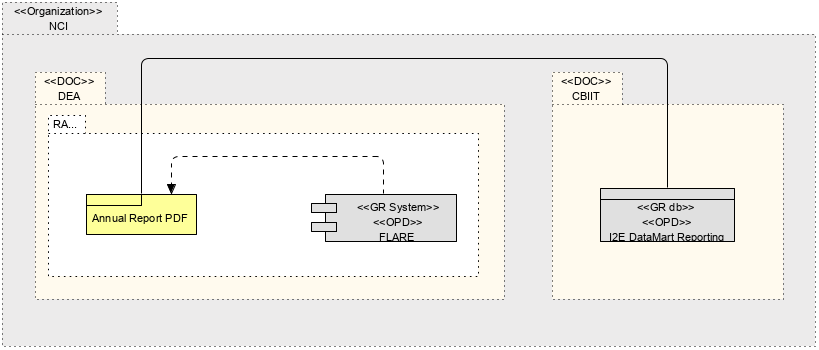 <<Organization>>
NCI
<<DOC>>
DEA
<<DOC>>
CBIIT
RA...
Annual Report PDF
<<GR System>>
<<OPD>>
FLARE
<<GR db>>
<<OPD>>
I2E DataMart Reporting